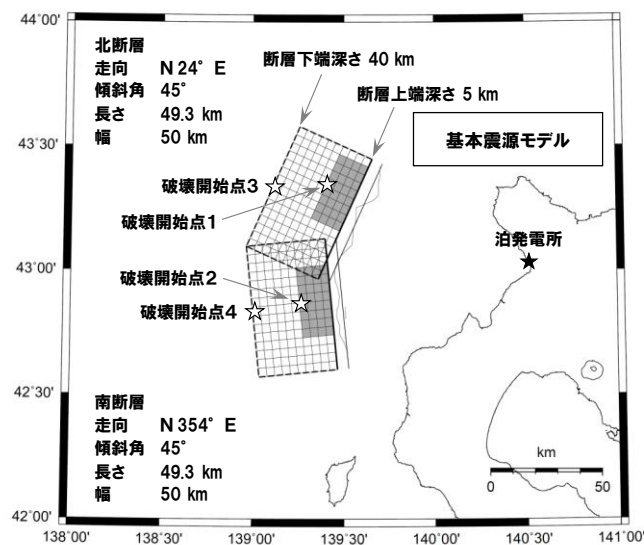 44°00'
北断層
走向 N 24° E
傾斜角 45°
長さ 49.3 km
幅 50 km
断層下端深さ 40 km
断層上端深さ 5 km
基本震源モデル
43°30'
破壊開始点3
破壊開始点1
泊発電所
43°00'
破壊開始点2
破壊開始点4
42°30'
南断層
走向 N 354° E
傾斜角 45°
長さ 49.3 km
幅 50 km
km
0 50
42°00'
138°00' 138°30' 139°00' 139°30' 140°00' 140°30' 141°00'